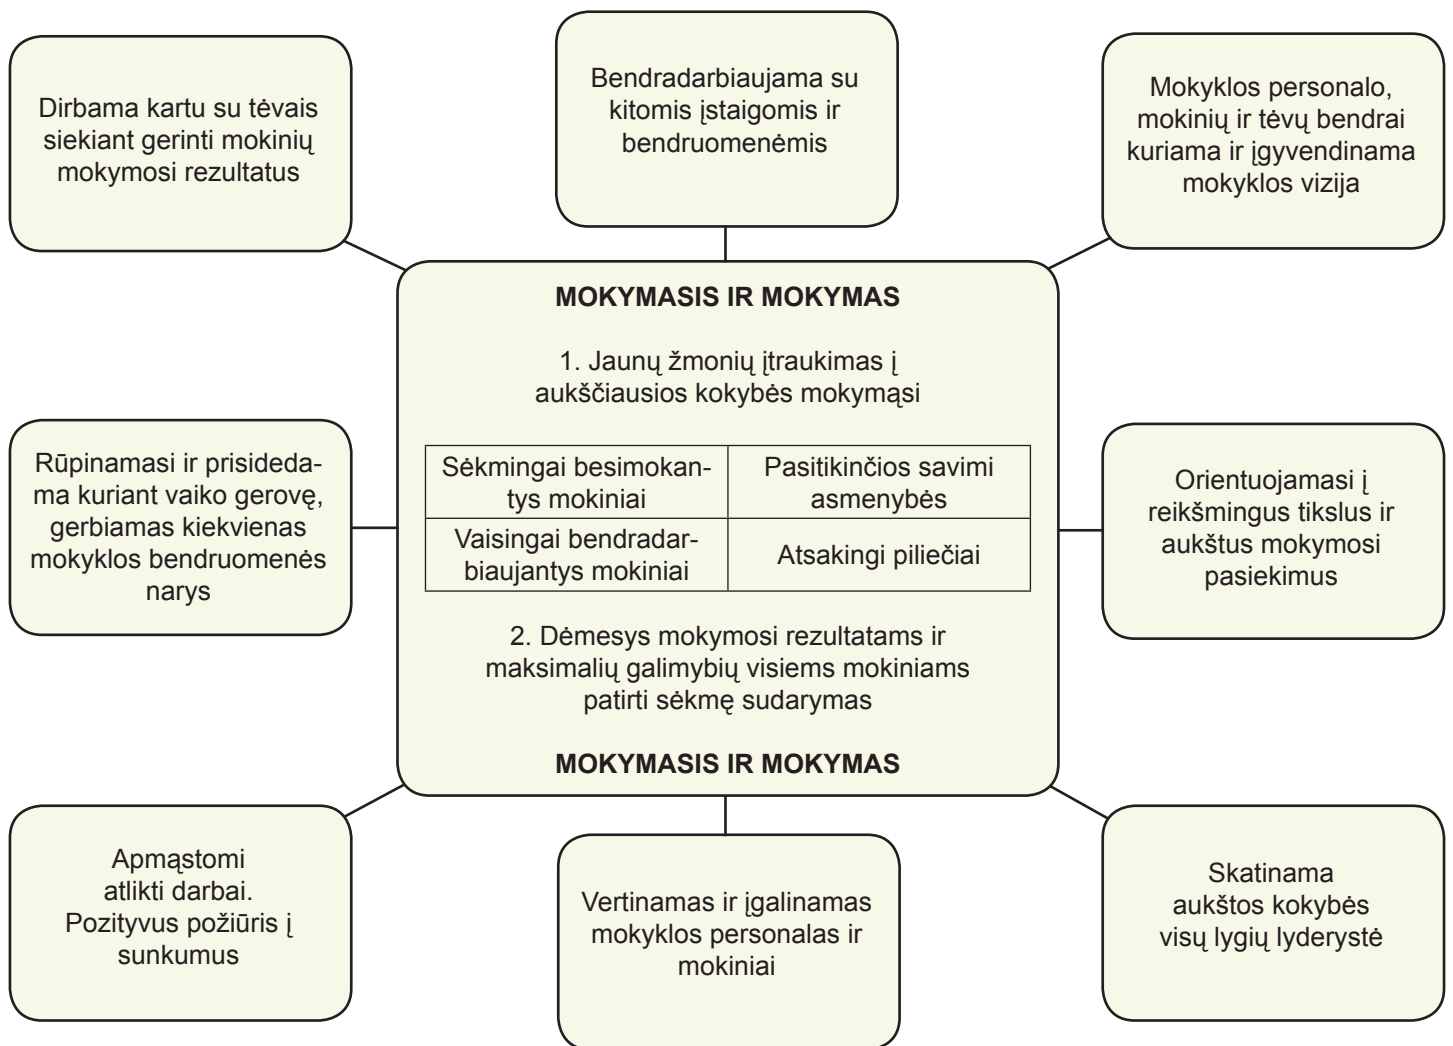 Dirbama kartu su tėvais
siekiant gerinti mokinių
mokymosi rezultatus
Bendradarbiaujama su
kitomis įstaigomis ir
bendruomenėmis
Mokyklos personalo,
mokinių ir tėvų bendrai
kuriama ir įgyvendinama
mokyklos vizija
MOKYMASIS IR MOKYMAS
1. Jaunų žmonių įtraukimas į
aukščiausios kokybės mokymąsi
Rūpinamasi ir prisideda-
ma kuriant vaiko gerovę,
gerbiamas kiekvienas
mokyklos bendruomenės
narys
Sėkmingai besimokan-
tys mokiniai
Pasitikinčios savimi
asmenybės
Vaisingai bendradar-
biaujantys mokiniai
Atsakingi piliečiai
Orientuojamasi į
reikšmingus tikslus ir
aukštus mokymosi
pasiekimus
2. Dėmesys mokymosi rezultatams ir
maksimalių galimybių visiems mokiniams
patirti sėkmę sudarymas
MOKYMASIS IR MOKYMAS
Apmąstomi
atlikti darbai.
Pozityvus požiūris į
sunkumus
Vertinamas ir įgalinamas
mokyklos personalas ir
mokiniai
Skatinama
aukštos kokybės
visų lygių lyderystė